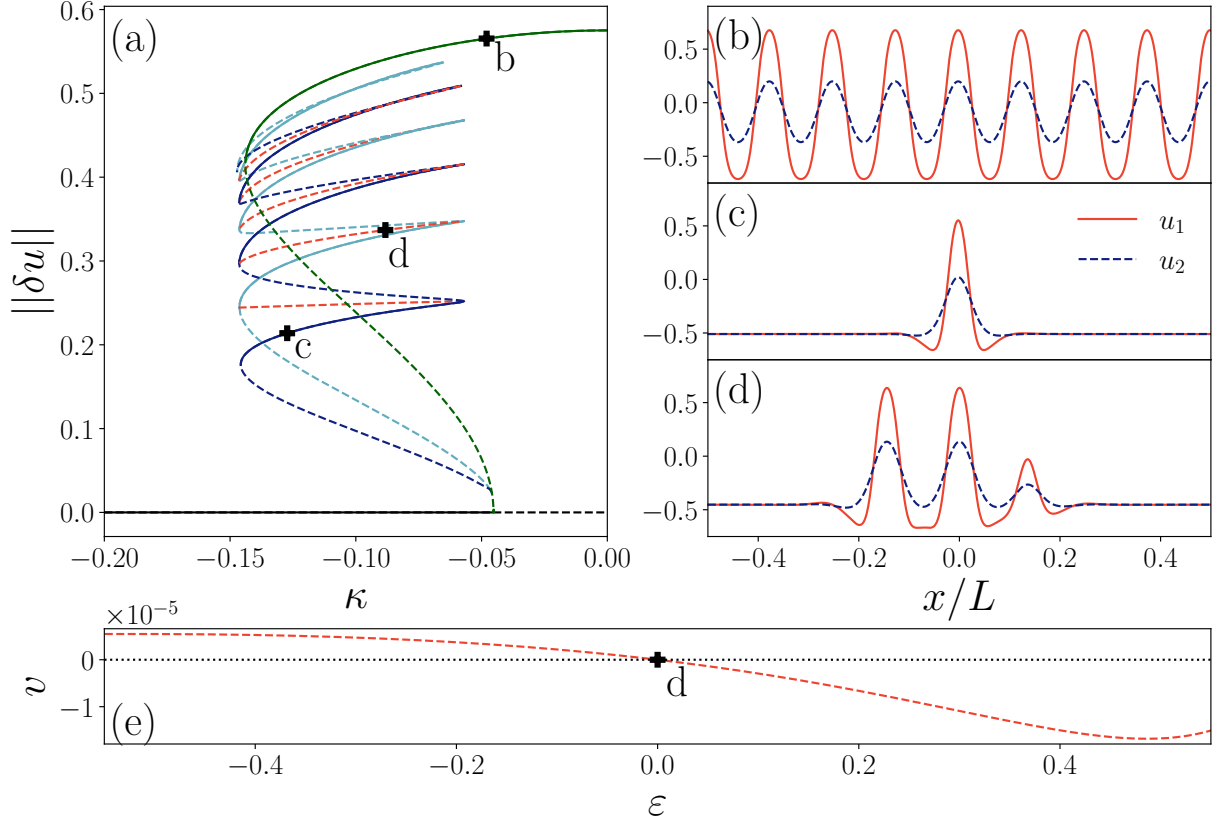 (a)
b
d
c
||δu||
0.6
0.5
0.4
0.3
0.2
0.1
0.0
−0.20
−0.15
−0.10
−0.05
0.00
κ
(b)
0.5
0.0
−0.5
(c)
u₁
u₂
0.5
0.0
−0.5
(d)
0.5
0.0
−0.5
−0.4
−0.2
0.0
0.2
0.4
x/L
×10⁻⁵
0
−1
v
(e)
d
−0.4
−0.2
0.0
0.2
0.4
ε